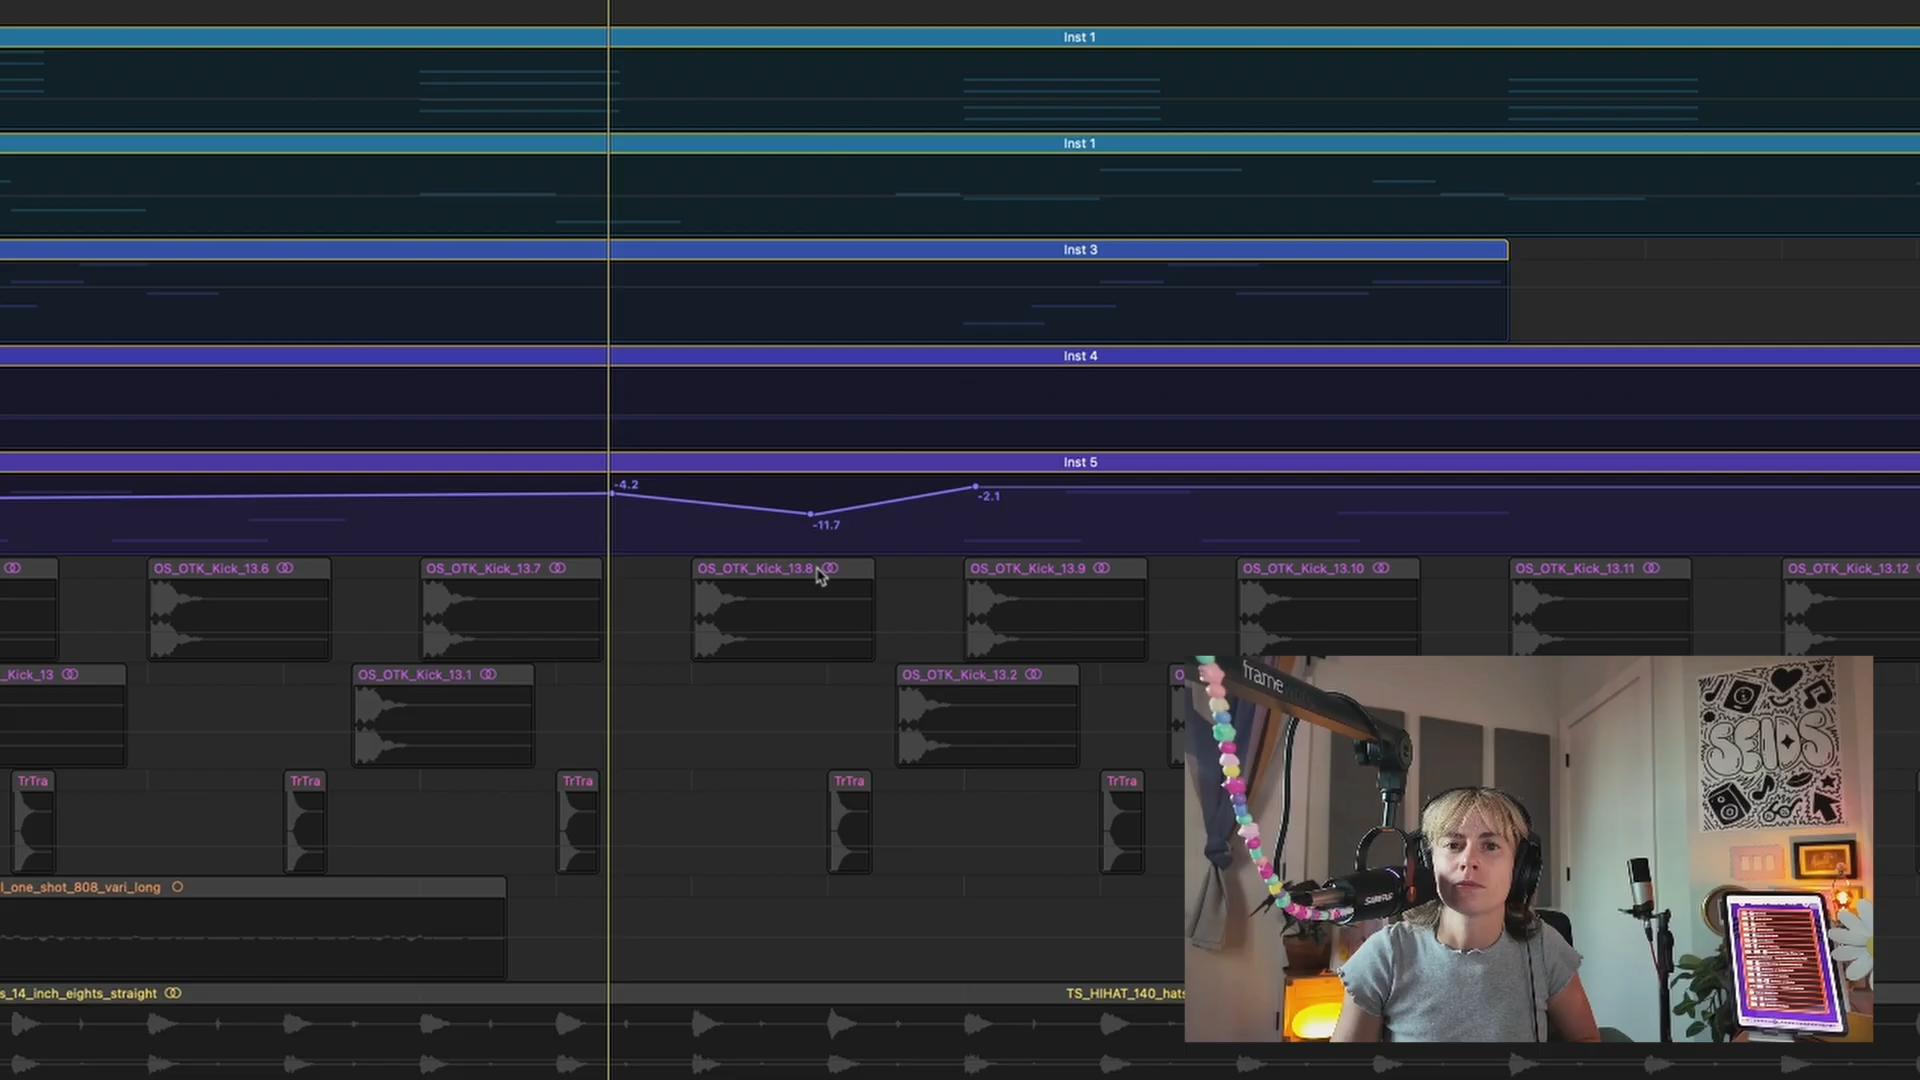 Inst 1
Inst 1
Inst 3
Inst 4
Inst 5
-4.2
-2.1
-11.7
OS_OTK_Kick_13.6
OS_OTK_Kick_13.7
OS_OTK_Kick_13.8
OS_OTK_Kick_13.9
OS_OTK_Kick_13.10
OS_OTK_Kick_13.11
OS_OTK_Kick_13.12
_Kick_13
OS_OTK_Kick_13.1
OS_OTK_Kick_13.2
O
frame
SENDS
TrTra
TrTra
TrTra
TrTra
TrTra
l_one_shot_808_vari_long
SHURE
s_14_inch_eights_straight
TS_HIHAT_140_hats